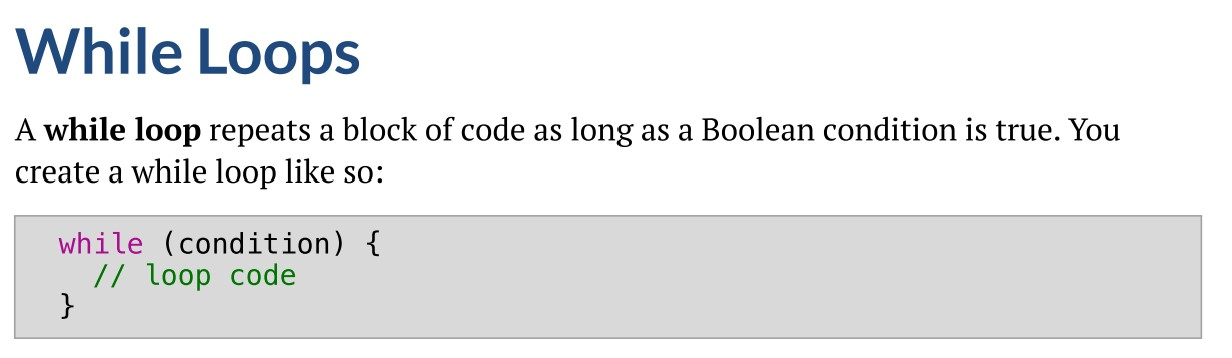 While Loops
A while loop repeats a block of code as long as a Boolean condition is true. You
create a while loop like so:
while (condition) {
  // loop code
}